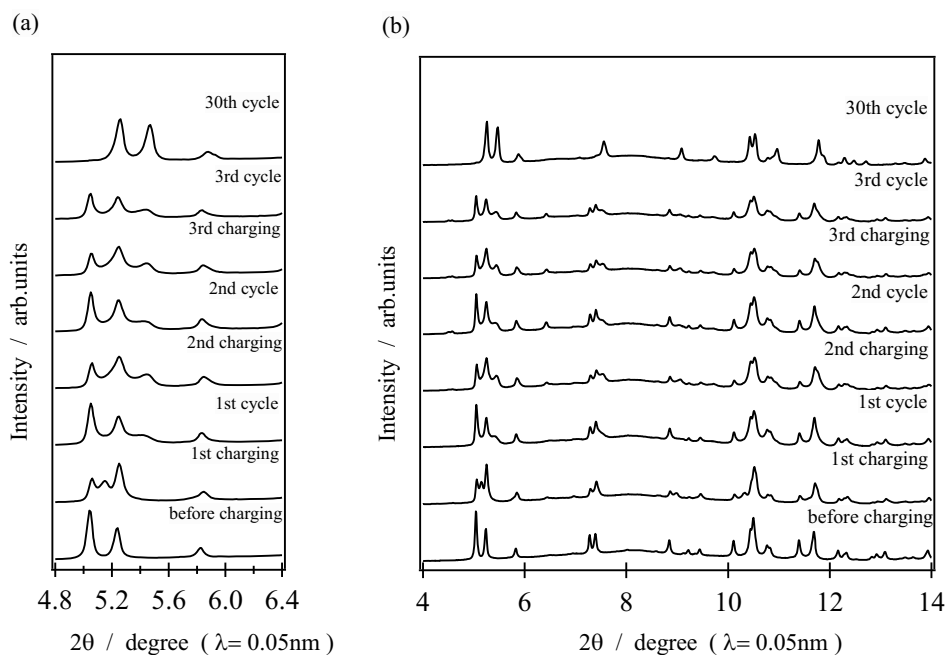 (a)
30th cycle
3rd cycle
3rd charging
2nd cycle
2nd charging
1st cycle
1st charging
before charging
Intensity / arb.units
4.8 5.2 5.6 6.0 6.4
2θ / degree ( λ= 0.05nm )
(b)
30th cycle
3rd cycle
3rd charging
2nd cycle
2nd charging
1st cycle
1st charging
before charging
Intensity / arb.units
4 6 8 10 12 14
2θ / degree ( λ= 0.05nm )